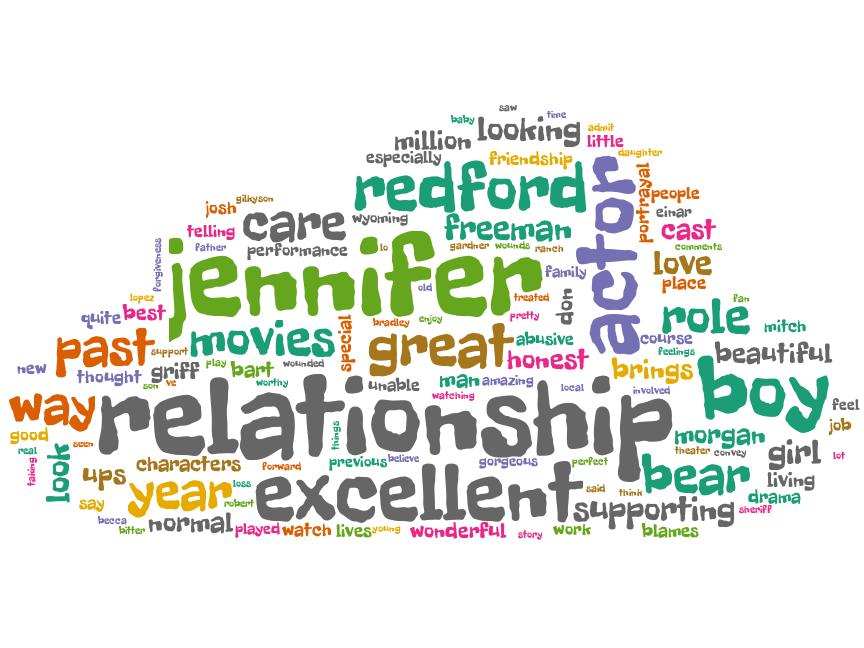 saw
baby
time
million
looking
admit
little
especially
friendship
daughter
gilkyson
josh
redford
actor
portrayal
people
telling
care
wyoming
freeman
einar
cast
forgiveness
father
performance
lo
gardner
wounds
ranch
comments
jennifer
family
love
place
lopez
old
treated
don
fan
quite
best
special
bradley
enjoy
pretty
role
mitch
past
support
movies
great
abusive
course
feelings
beautiful
new
thought
griff
play
bart
wounded
honest
brings
son
ve
worthy
unable
man
amazing
local
involved
boy
way
relationship
watching
feel
good
seen
things
morgan
job
real
look
theater
convey
girl
lot
taking
ups
characters
forward
previous
believe
gorgeous
perfect
bear
living
say
year
loss
excellent
said
think
drama
robert
supporting
sheriff
becca
bitter
normal
played
watch
lives
young
wonderful
story
work
blames